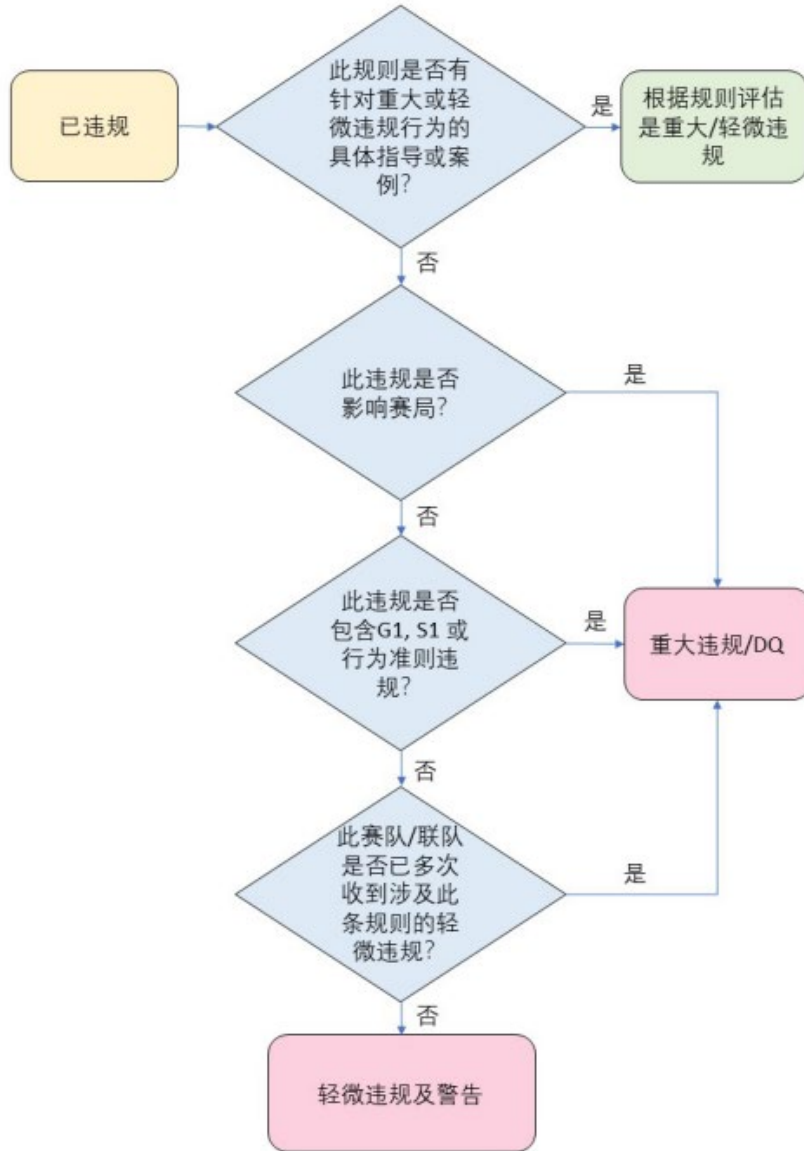 已违规
此规则是否有
针对重大或轻
微违规行为的
具体指导或案
例？
是
根据规则评估
是重大/轻微违
规
否
此违规是否
影响赛局？
是
否
此违规是否
包含G1, S1 或
行为准则违
规？
是
重大违规/DQ
否
此赛队/联队
是否已多次
收到涉及此
条规则的轻
微违规？
是
否
轻微违规及警告